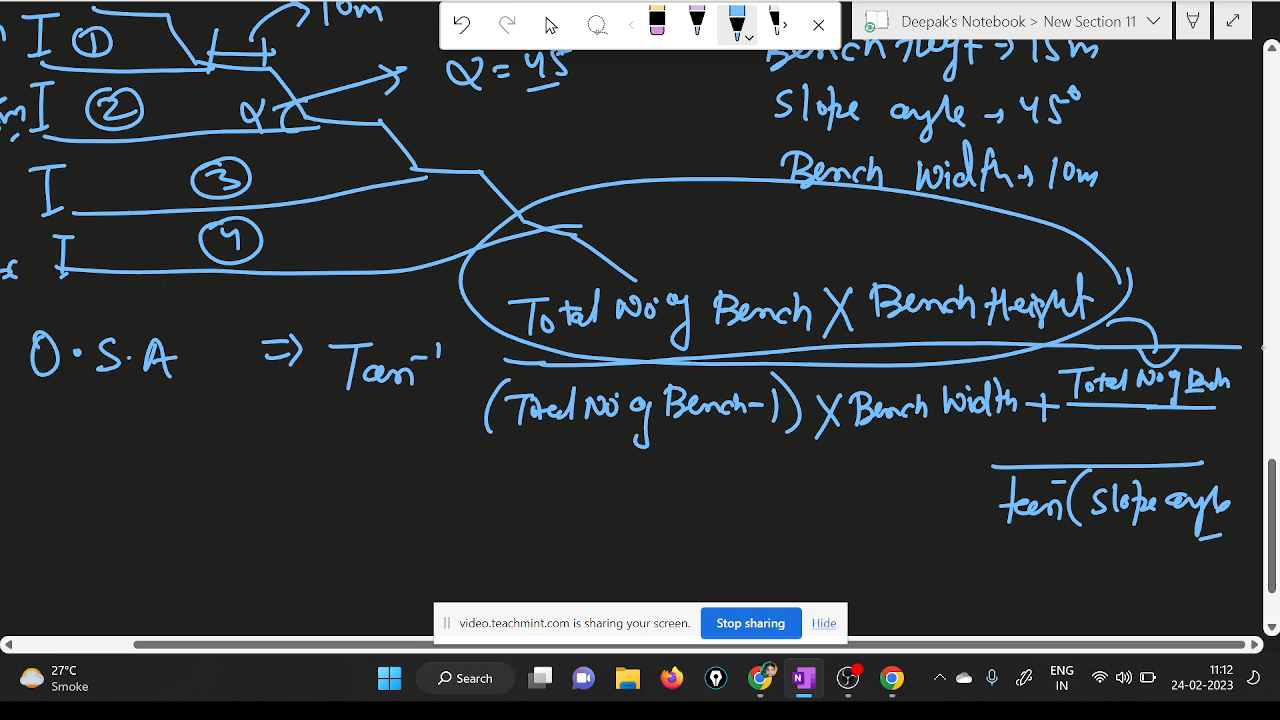 Deepak's Notebook > New Section 11
10m
①
α = 45
Bench Heigt → 15m
②
α
Slope angle → 45°
③
Bench Width → 10m
④
Total No of Bench X Bench Height
O.S.A ⇒ Tan⁻¹
(Total No of Bench-1)) X Bench Width + Total No of Bench
tan⁻(Slope angle
video.teachmint.com is sharing your screen.
Stop sharing
Hide
27°C
Smoke
Search
ENG
IN
11:12
24-02-2023